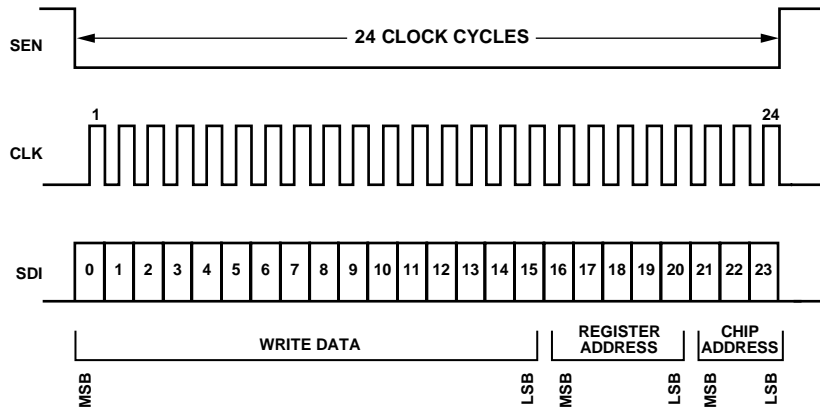 SEN
24 CLOCK CYCLES
1
24
CLK
SDI
0 1 2 3 4 5 6 7 8 9 10 11 12 13 14 15 16 17 18 19 20 21 22 23
WRITE DATA
REGISTER
ADDRESS
CHIP
ADDRESS
MSB
LSB
MSB
LSB
MSB
LSB